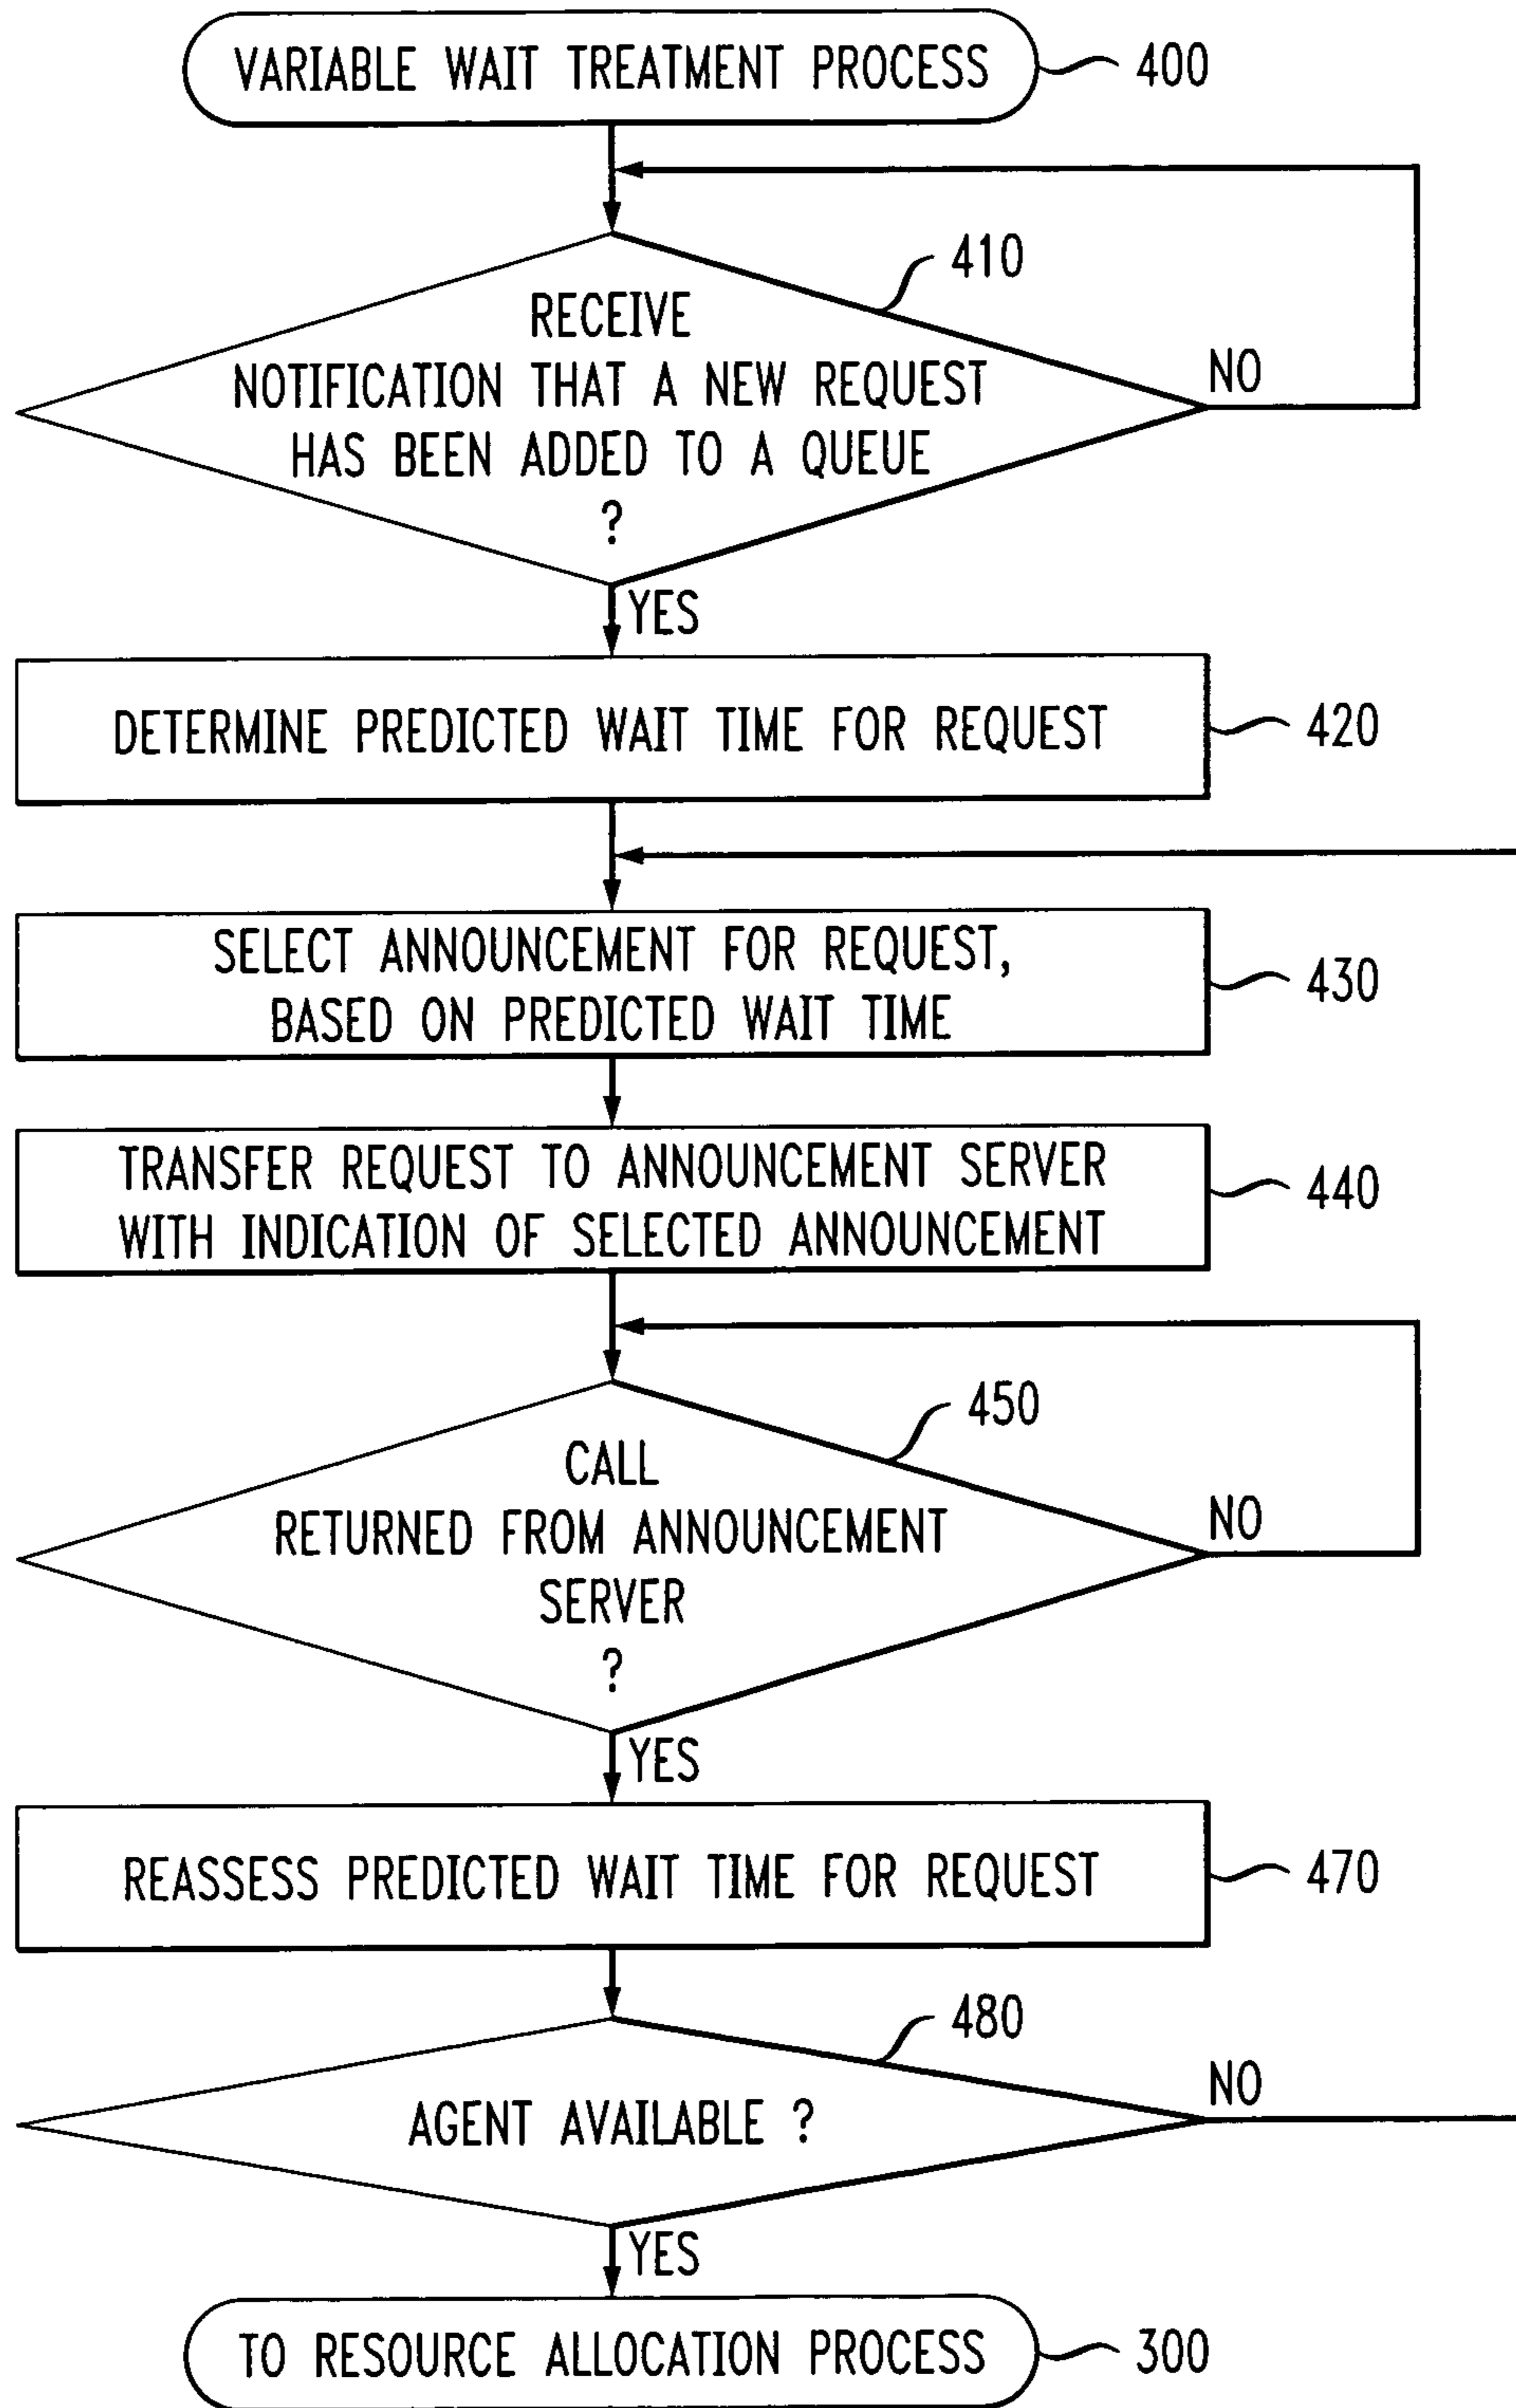 VARIABLE WAIT TREATMENT PROCESS
400
410
RECEIVE
NOTIFICATION THAT A NEW REQUEST
HAS BEEN ADDED TO A QUEUE
?
NO
YES
DETERMINE PREDICTED WAIT TIME FOR REQUEST
420
SELECT ANNOUNCEMENT FOR REQUEST,
BASED ON PREDICTED WAIT TIME
430
TRANSFER REQUEST TO ANNOUNCEMENT SERVER
WITH INDICATION OF SELECTED ANNOUNCEMENT
440
450
CALL
RETURNED FROM ANNOUNCEMENT
SERVER
?
NO
YES
REASSESS PREDICTED WAIT TIME FOR REQUEST
470
480
AGENT AVAILABLE ?
NO
YES
TO RESOURCE ALLOCATION PROCESS
300